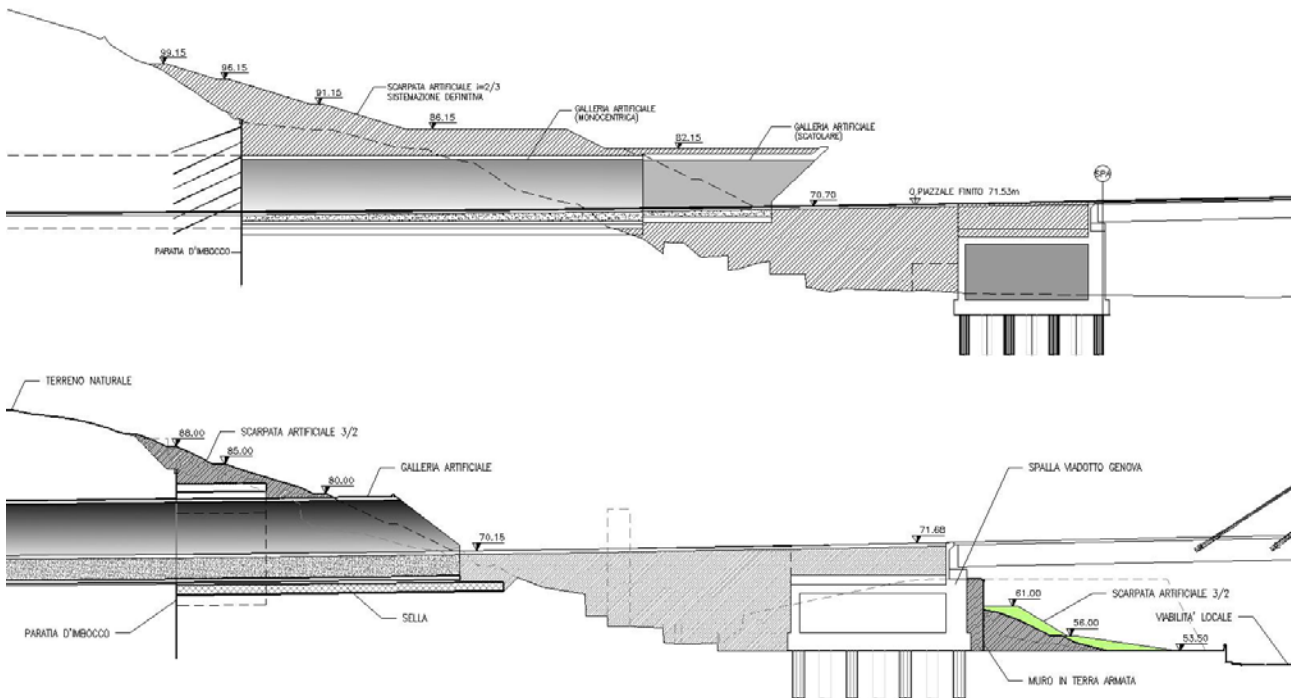 99.15
96.15
91.15
SCARPATA ARTIFICIALE i=2/3
SISTEMAZIONE DEFINITIVA
86.15
GALLERIA ARTIFICIALE
(MONOCENTRICA)
GALLERIA ARTIFICIALE
(SCATOLARE)
82.15
70.70
Q.PIAZZALE FINITO 71.53m
SPA
PARATIA D'IMBOCCO
TERRENO NATURALE
88.00
SCARPATA ARTIFICIALE 3/2
85.00
GALLERIA ARTIFICIALE
80.00
SPALLA VIADOTTO GENOVA
70.15
71.68
SCARPATA ARTIFICIALE 3/2
61.00
VIABILITA' LOCALE
56.00
53.50
SELLA
PARATIA D'IMBOCCO
MURO IN TERRA ARMATA